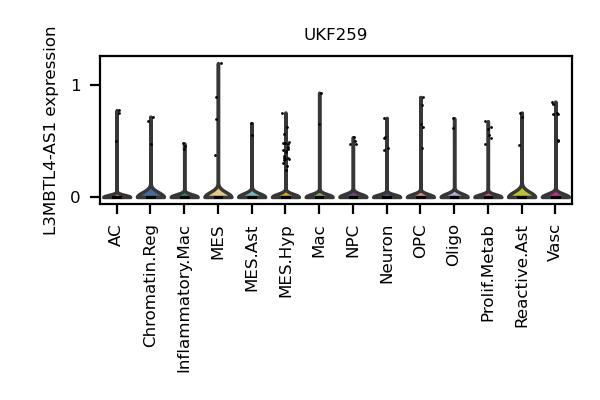 UKF259
L3MBTL4-AS1 expression
1
0
AC
Chromatin.Reg
Inflammatory.Mac
MES
MES.Ast
MES.Hyp
Mac
NPC
Neuron
OPC
Oligo
Prolif.Metab
Reactive.Ast
Vasc